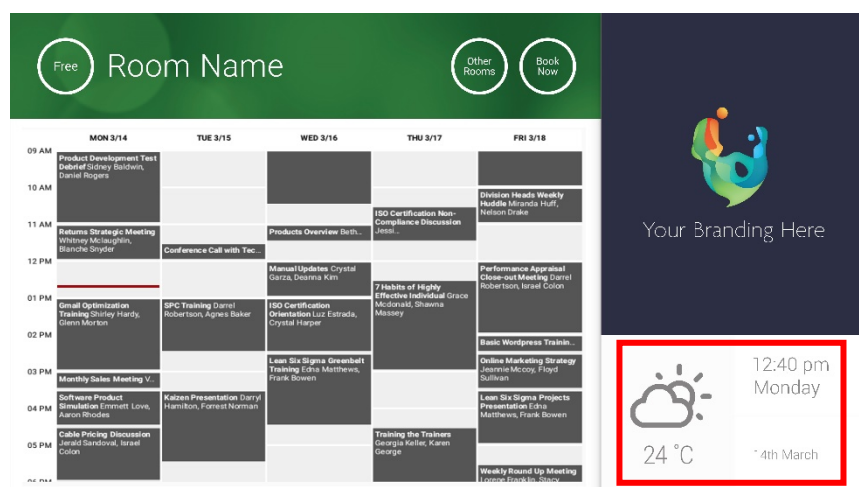 Free
Room Name
Other
Rooms
Book
Now
MON 3/14
TUE 3/15
WED 3/16
THU 3/17
FRI 3/18
09 AM
10 AM
11 AM
12 PM
01 PM
02 PM
03 PM
04 PM
05 PM
06 PM
Product Development Test
Debrief Sidney Baldwin,
Daniel Rogers
Returns Strategic Meeting
Whitney Mclaughlin,
Blanche Snyder
Gmail Optimization
Training Shirley Hardy,
Glenn Morton
Monthly Sales Meeting V...
Software Product
Simulation Emmett Love,
Aaron Rhodes
Cable Pricing Discussion
Jerald Sandoval, Israel
Colon
Conference Call with Tec...
SPC Training Darrel
Robertson, Agnes Baker
Kaizen Presentation Darryl
Hamilton, Forrest Norman
Products Overview Beth...
Manual Updates Crystal
Garza, Deanna Kim
ISO Certification
Orientation Luz Estrada,
Crystal Harper
Lean Six Sigma Greenbelt
Training Edna Matthews,
Frank Bowen
ISO Certification Non-
Compliance Discussion
Jessi...
7 Habits of Highly
Effective Individual Grace
Mcdonald, Shawna
Massey
Training the Trainers
Georgia Keller, Karen
George
Division Heads Weekly
Huddle Miranda Huff,
Nelson Drake
Performance Appraisal
Close-out Meeting Darrel
Robertson, Israel Colon
Basic Wordpress Trainin...
Online Marketing Strategy
Jeannie Mccoy, Floyd
Sullivan
Lean Six Sigma Projects
Presentation Edna
Matthews, Frank Bowen
Weekly Round Up Meeting
Lorene Franklin, Stacy
Your Branding Here
12:40 pm
Monday
24 °C
14th March